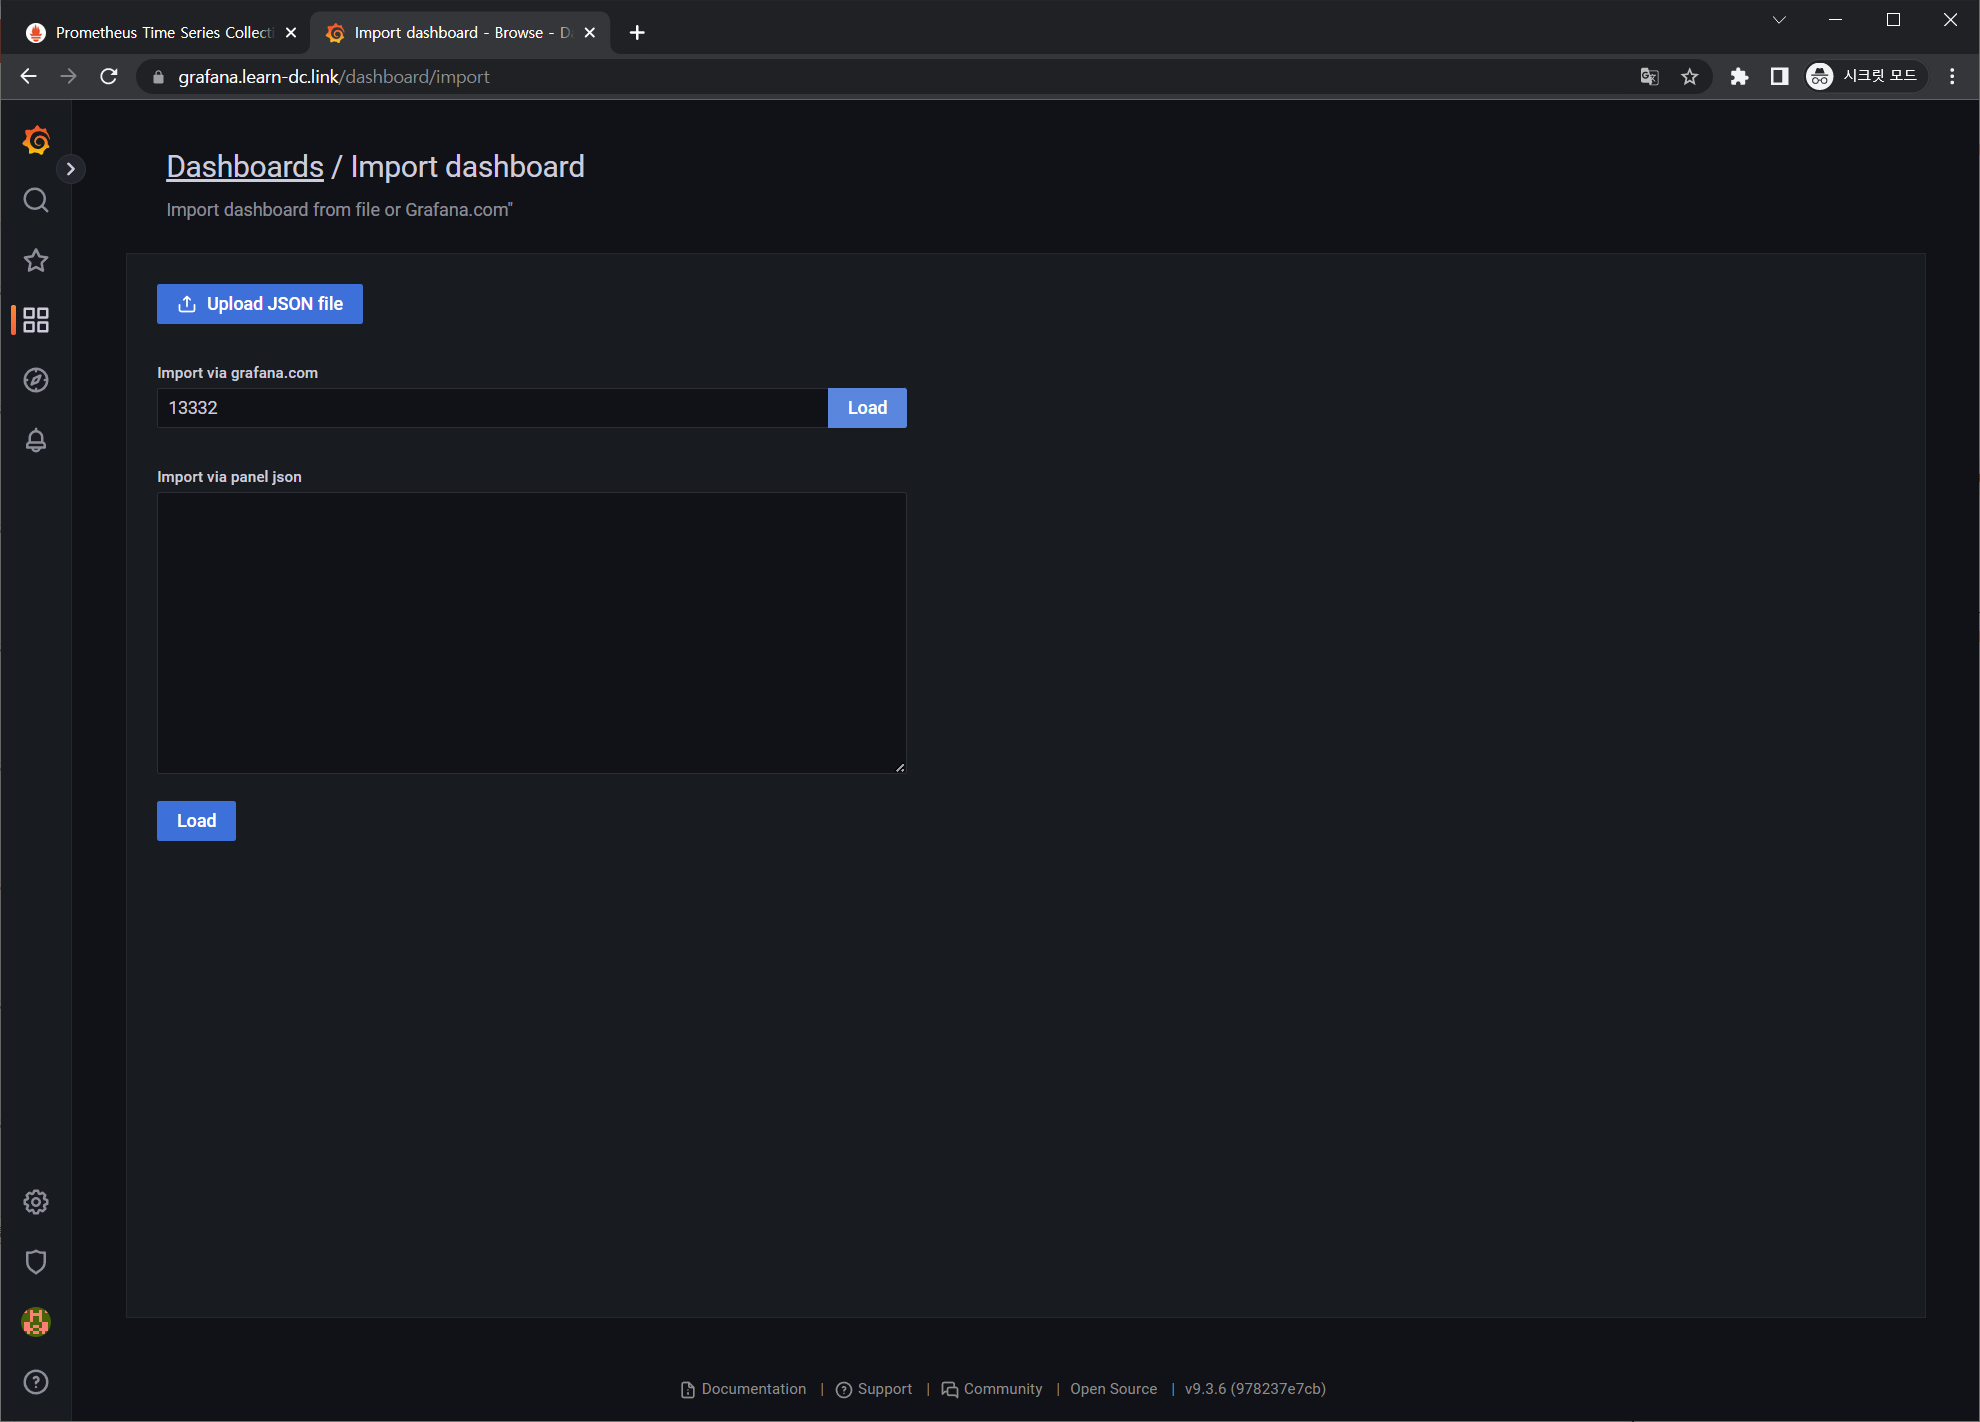 Prometheus Time Series Collecti
Import dashboard - Browse - D
grafana.learn-dc.link/dashboard/import
시크릿 모드
Dashboards / Import dashboard
Import dashboard from file or Grafana.com"
Upload JSON file
Import via grafana.com
13332
Load
Import via panel json
Load
Documentation | Support | Community | Open Source | v9.3.6 (978237e7cb)